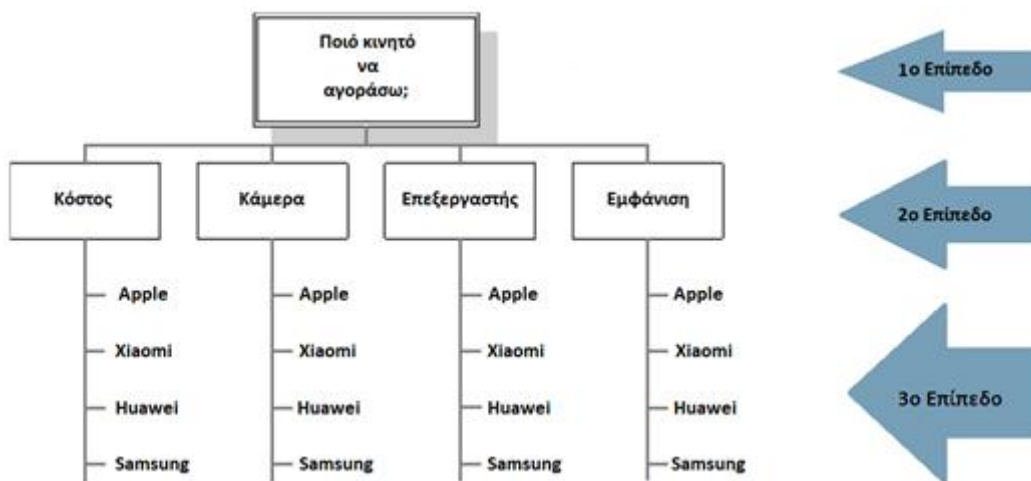 Ποιό κινητό
να
αγοράσω;
1ο Επίπεδο
Κόστος
Κάμερα
Επεξεργαστής
Εμφάνιση
2ο Επίπεδο
Apple
Apple
Apple
Apple
Xiaomi
Xiaomi
Xiaomi
Xiaomi
Huawei
Huawei
Huawei
Huawei
3ο Επίπεδο
Samsung
Samsung
Samsung
Samsung